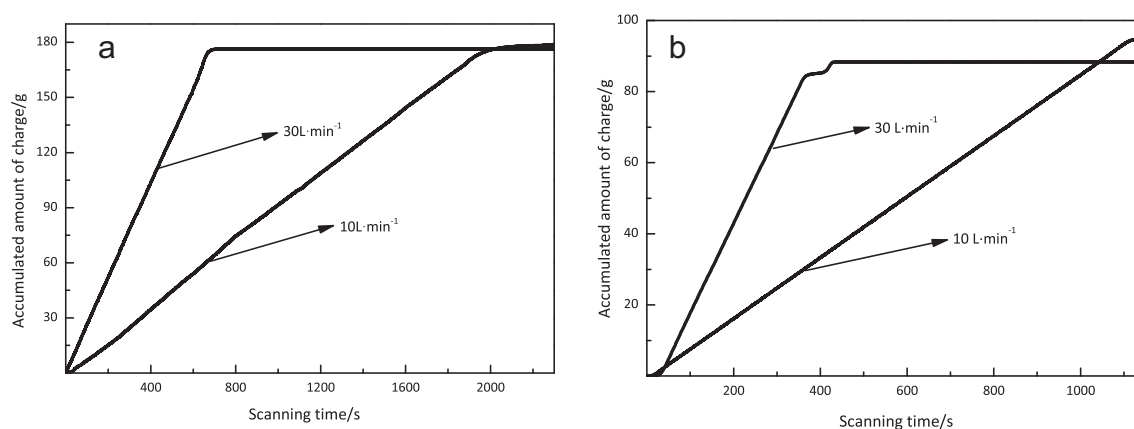 a
Accumulated amount of charge/g
180
150
120
90
60
30
30L·min⁻¹
10L·min⁻¹
400 800 1200 1600 2000
Scanning time/s
b
Accumulated amount of charge/g
100
80
60
40
20
0
30 L·min⁻¹
10 L·min⁻¹
200 400 600 800 1000
Scanning time/s